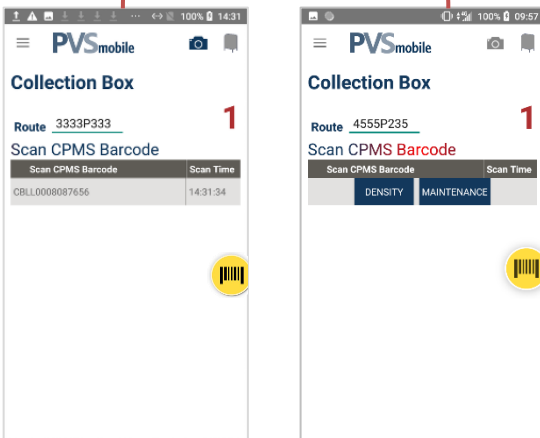 100% 14:31
PVSmobile
Collection Box
Route 3333P333
1
Scan CPMS Barcode
Scan CPMS Barcode Scan Time
CBLL0008087656 14:31:34
100% 09:57
PVSmobile
Collection Box
Route 4555P235
1
Scan CPMS Barcode
Scan CPMS Barcode Scan Time
DENSITY MAINTENANCE